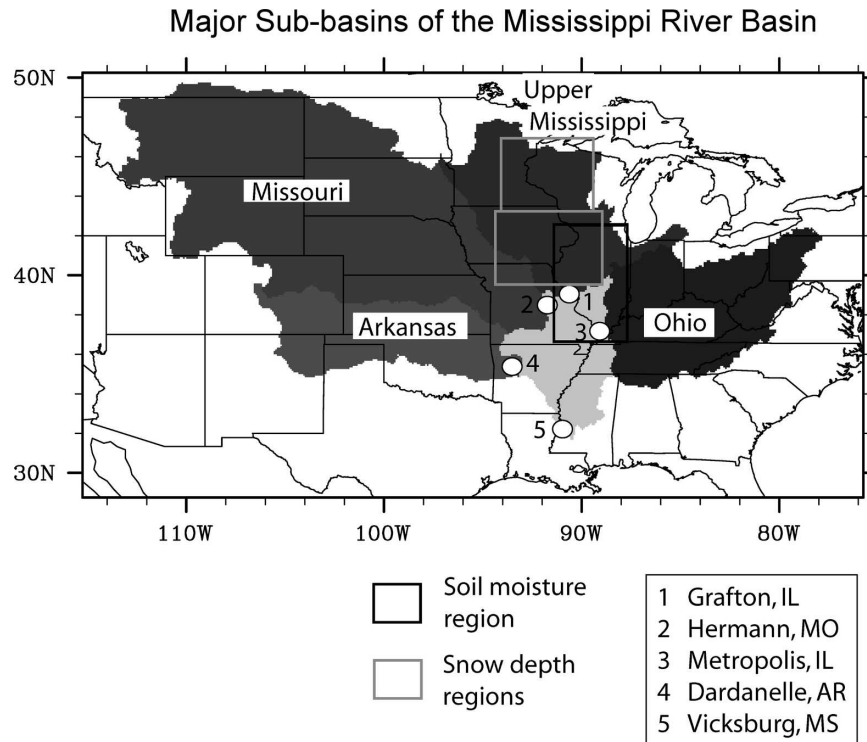 Major Sub-basins of the Mississippi River Basin
50N
40N
30N
110W
100W
90W
80W
Upper
Mississippi
Missouri
Arkansas
Ohio
1
2
3
4
5
Soil moisture
region
Snow depth
regions
1 Grafton, IL
2 Hermann, MO
3 Metropolis, IL
4 Dardanelle, AR
5 Vicksburg, MS